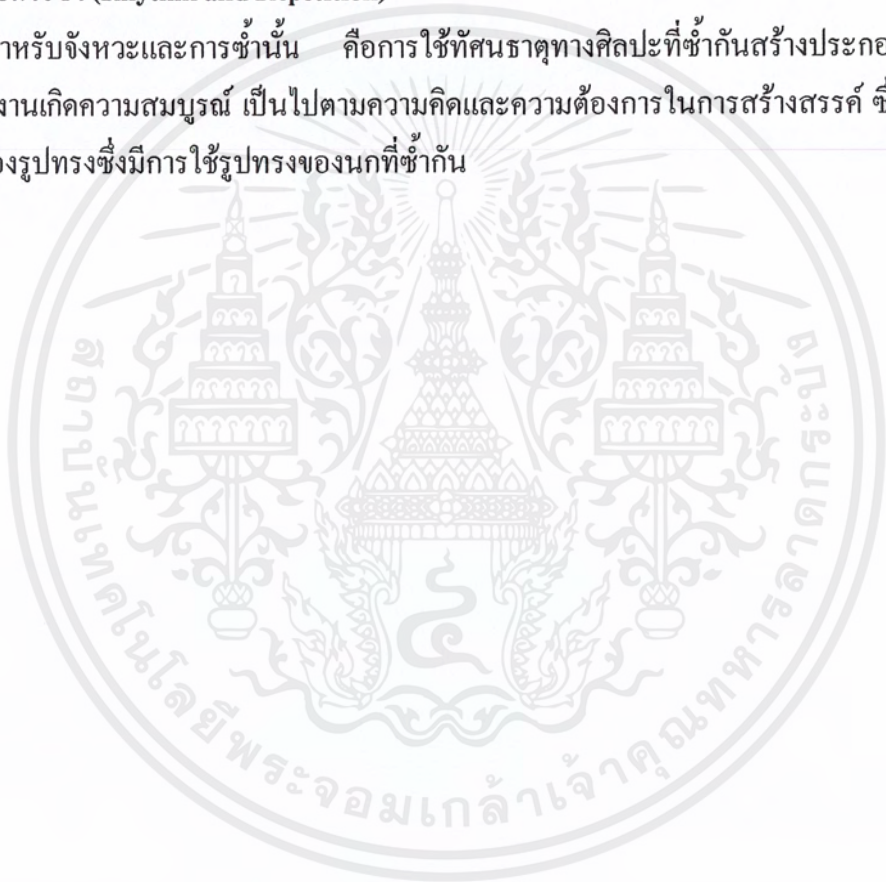 (Rhythm and Repetition)
าหรับจังหวะและการซ้ำนั้น คือการใช้ทัศนธาตุทางศิลปะที่ซ้ำกันสร้างประกอ
งานเกิดความสมบูรณ์ เป็นไปตามความคิดและความต้องการในการสร้างสรรค์ ซึ่
องรูปทรงซึ่งมีการใช้รูปทรงของนกที่ซ้ำกัน
สถาบันเทคโนโลยีพระจอมเกล้าเจ้าคุณทหารลาดกระบัง